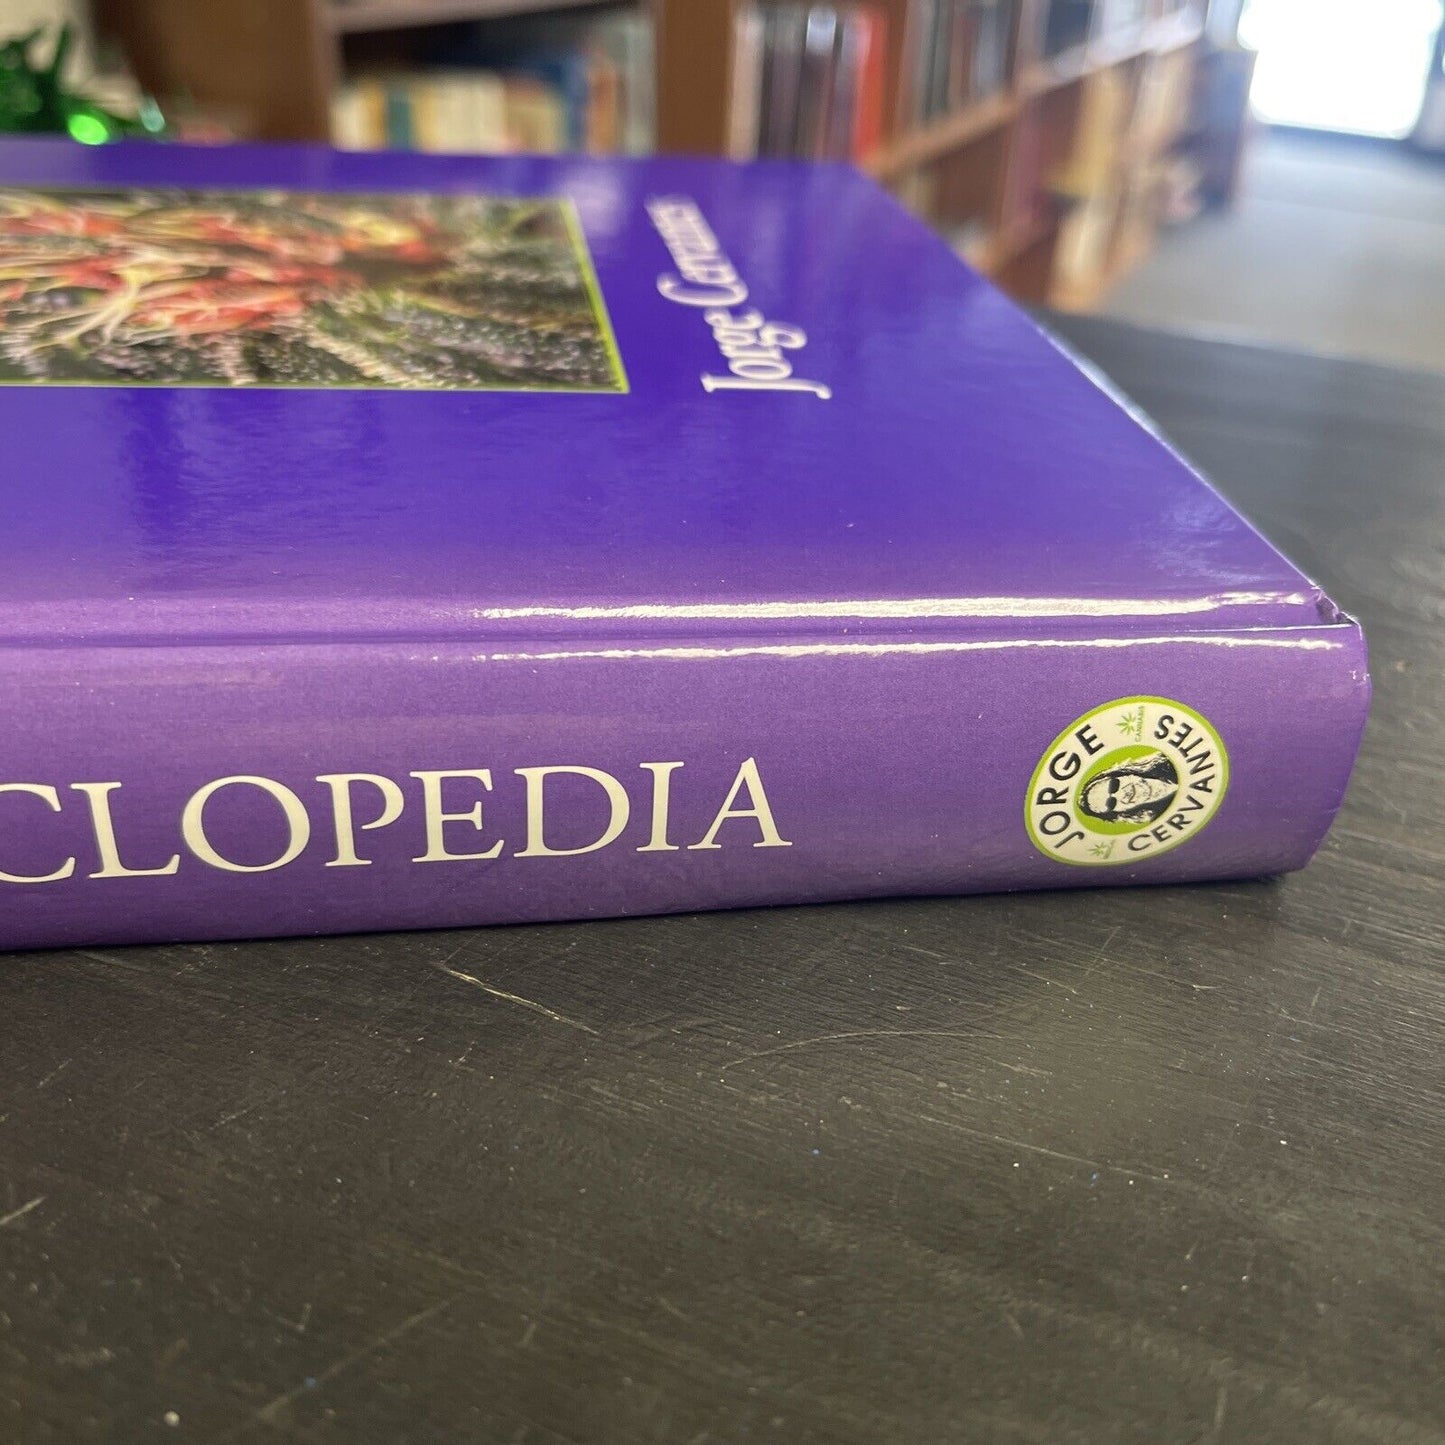 Jorge Cervantes
CLOPEDIA
JORGE
CERVANTES
CANNABIS